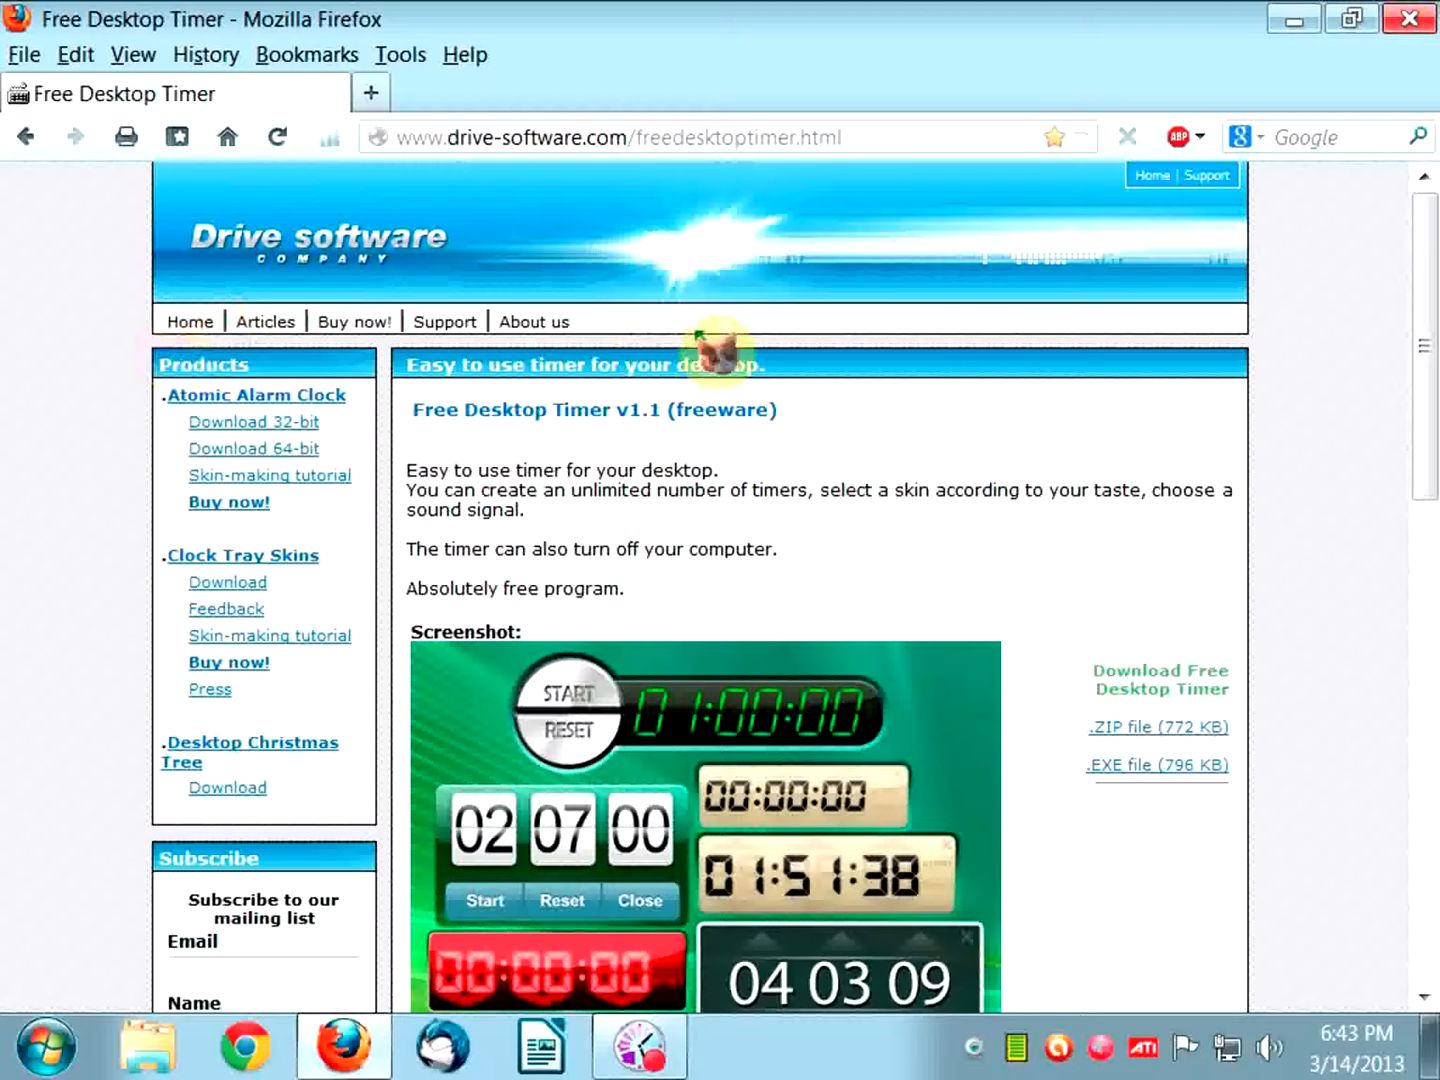 Free Desktop Timer - Mozilla Firefox
File Edit View History Bookmarks Tools Help
Free Desktop Timer
www.drive-software.com/freedesktoptimer.html
ABP
Google
Home | Support
Drive software
COMPANY
Home | Articles | Buy now! | Support | About us
Products
.Atomic Alarm Clock
Download 32-bit
Download 64-bit
Skin-making tutorial
Buy now!
.Clock Tray Skins
Download
Feedback
Skin-making tutorial
Buy now!
Press
.Desktop Christmas
Tree
Download
Subscribe
Subscribe to our
mailing list
Email
Name
Easy to use timer for your desktop.
Free Desktop Timer v1.1 (freeware)
Easy to use timer for your desktop.
You can create an unlimited number of timers, select a skin according to your taste, choose a
sound signal.
The timer can also turn off your computer.
Absolutely free program.
Screenshot:
START
RESET
01:00:00
02 07 00
Start Reset Close
00:00:00
01:51:38
00:00:00
04 03 09
Download Free
Desktop Timer
.ZIP file (772 KB)
.EXE file (796 KB)
ATI
6:43 PM
3/14/2013